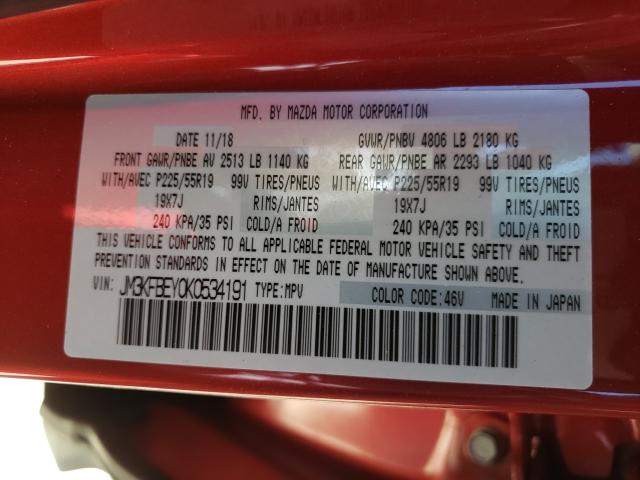 MFD. BY MAZDA MOTOR CORPORATION
DATE 11/18 GVWR/PNBV 4806 LB 2180 KG
FRONT GAWR/PNBE AV 2513 LB 1140 KG REAR GAWR/PNBE AR 2293 LB 1040 KG
WITH/AVEC P225/55R19 99V TIRES/PNEUS WITH/AVEC P225/55R19 99V TIRES/PNEUS
19X7J RIMS/JANTES 19X7J RIMS/JANTES
240 KPA/35 PSI COLD/A FROID 240 KPA/35 PSI COLD/A FROID
THIS VEHICLE CONFORMS TO ALL APPLICABLE FEDERAL MOTOR VEHICLE SAFETY AND THEFT
PREVENTION STANDARDS IN EFFECT ON THE DATE OF MANUFACTURE SHOWN ABOVE.
VIN: JM3KFBEY0K0534191 TYPE:MPV COLOR CODE:46V MADE IN JAPAN